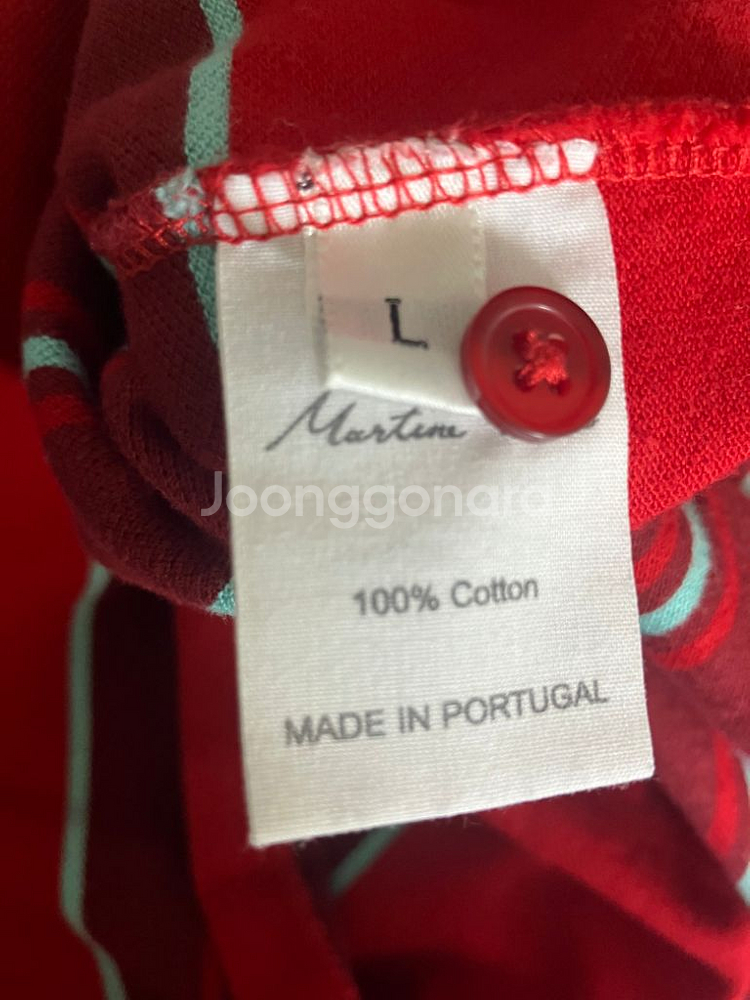 L
Martine
Joonggonara
100% Cotton
MADE IN PORTUGAL